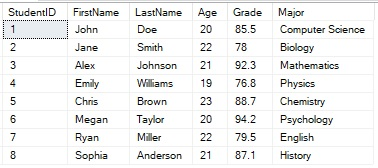 StudentID FirstName LastName Age Grade Major
1 John Doe 20 85.5 Computer Science
2 Jane Smith 22 78 Biology
3 Alex Johnson 21 92.3 Mathematics
4 Emily Williams 19 76.8 Physics
5 Chris Brown 23 88.7 Chemistry
6 Megan Taylor 20 94.2 Psychology
7 Ryan Miller 22 79.5 English
8 Sophia Anderson 21 87.1 History